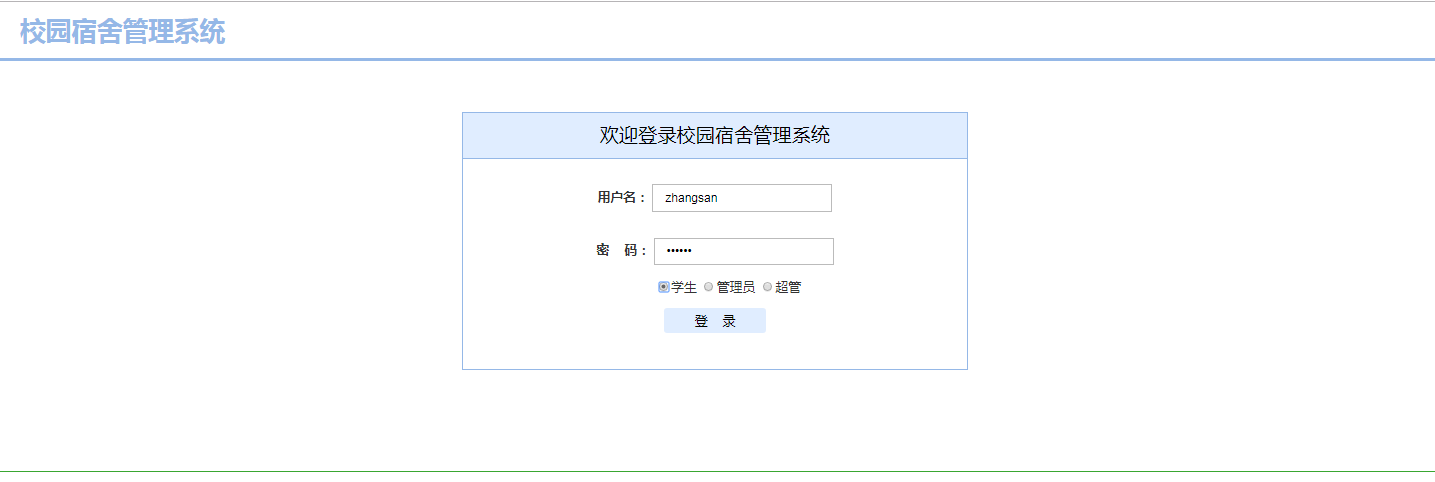 校园宿舍管理系统
欢迎登录校园宿舍管理系统
用户名： zhangsan
密 码： ••••••
学生 管理员 超管
登 录